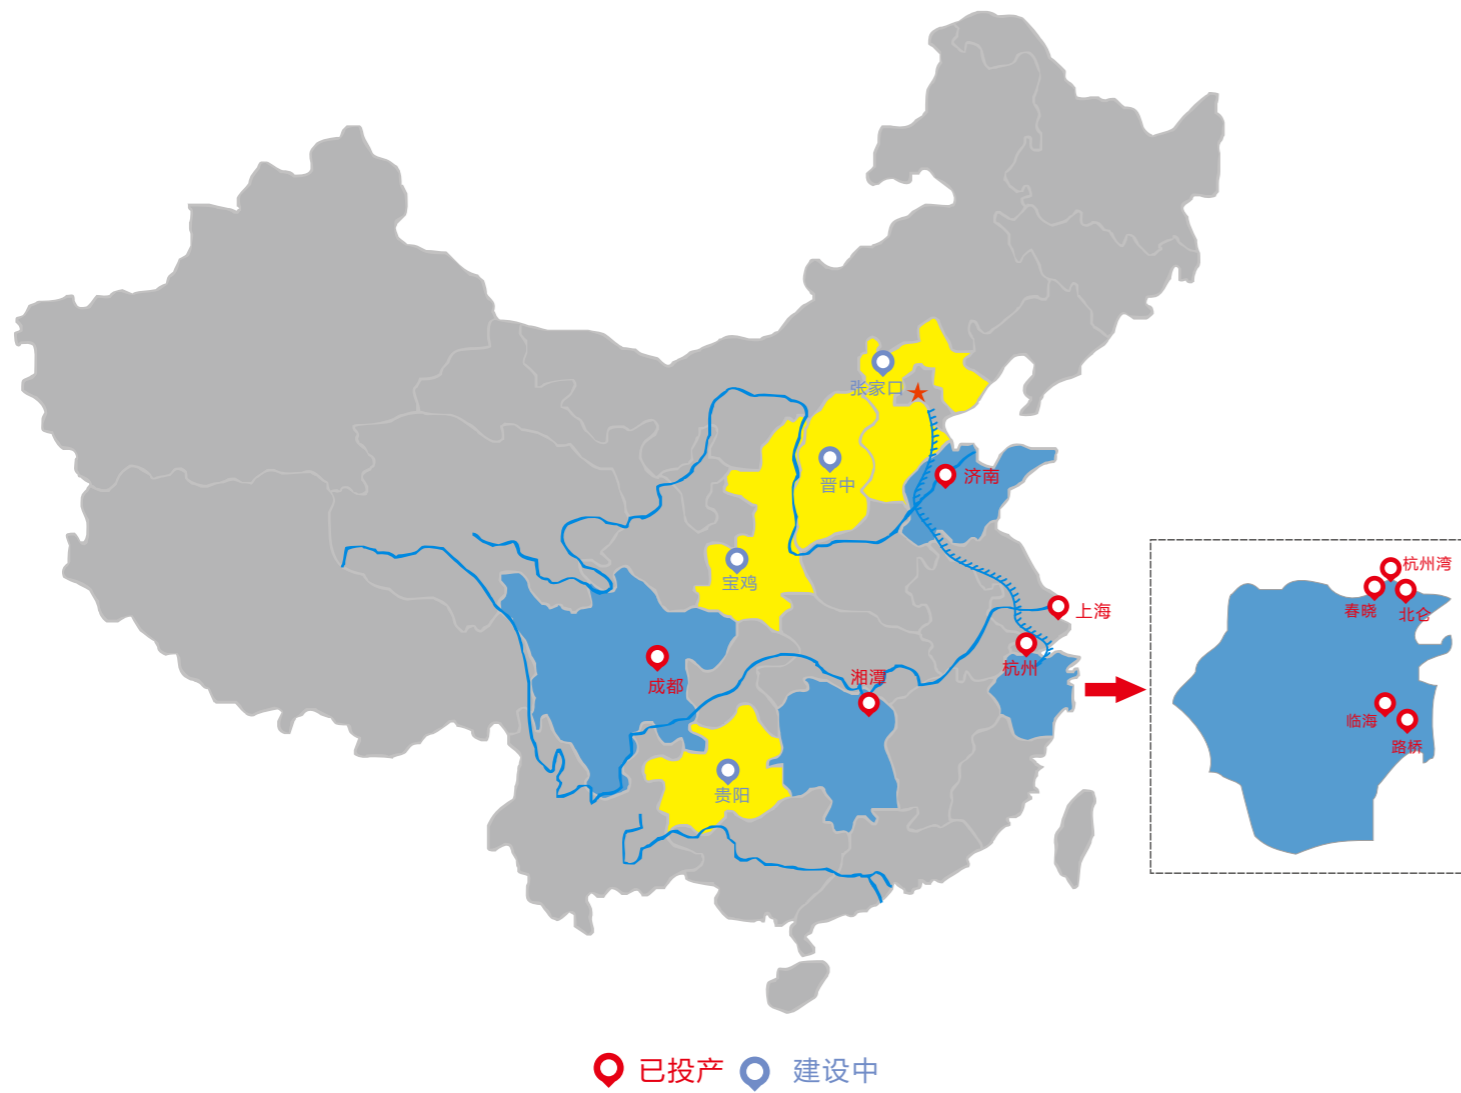 张家口
晋中
济南
宝鸡
上海
杭州
成都
湘潭
贵阳
杭州湾
春晓
北仑
临海
路桥
已投产
建设中